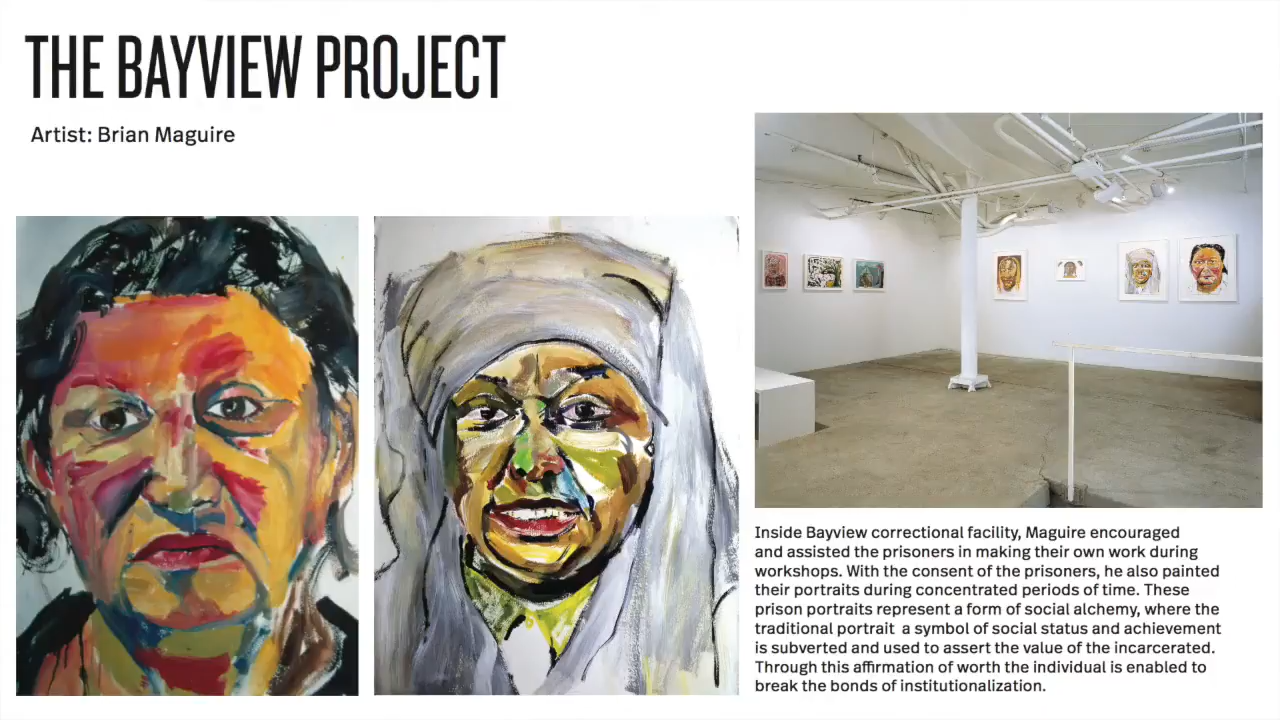 THE BAYVIEW PROJECT
Artist: Brian Maguire
Inside Bayview correctional facility, Maguire encouraged
and assisted the prisoners in making their own work during
workshops. With the consent of the prisoners, he also painted
their portraits during concentrated periods of time. These
prison portraits represent a form of social alchemy, where the
traditional portrait a symbol of social status and achievement
is subverted and used to assert the value of the incarcerated.
Through this affirmation of worth the individual is enabled to
break the bonds of institutionalization.